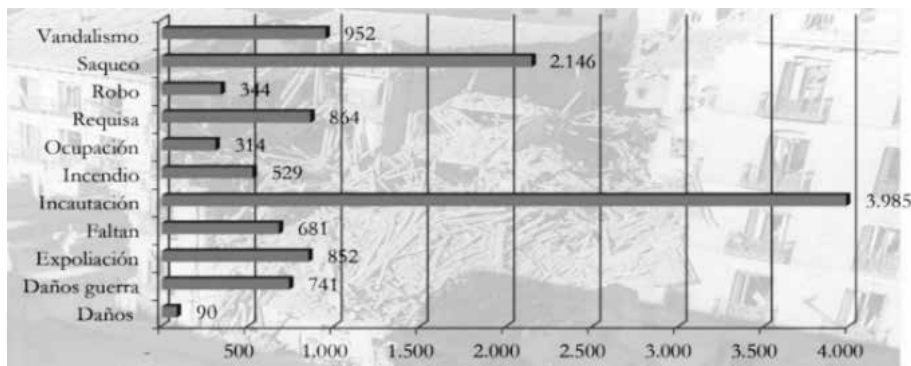 Vandalismo 952
Saqueo 2.146
Robo 344
Requisa 864
Ocupación 314
Incendio 529
Incautación 3.985
Faltan 681
Expoliación 852
Daños guerra 741
Daños 90
- 500 1.000 1.500 2.000 2.500 3.000 3.500 4.000